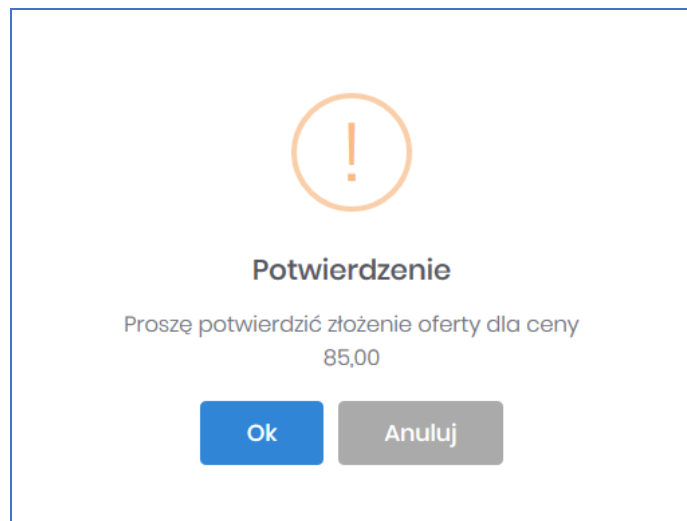 !
Potwierdzenie
Proszę potwierdzić złożenie oferty dla ceny
85,00
Ok Anuluj